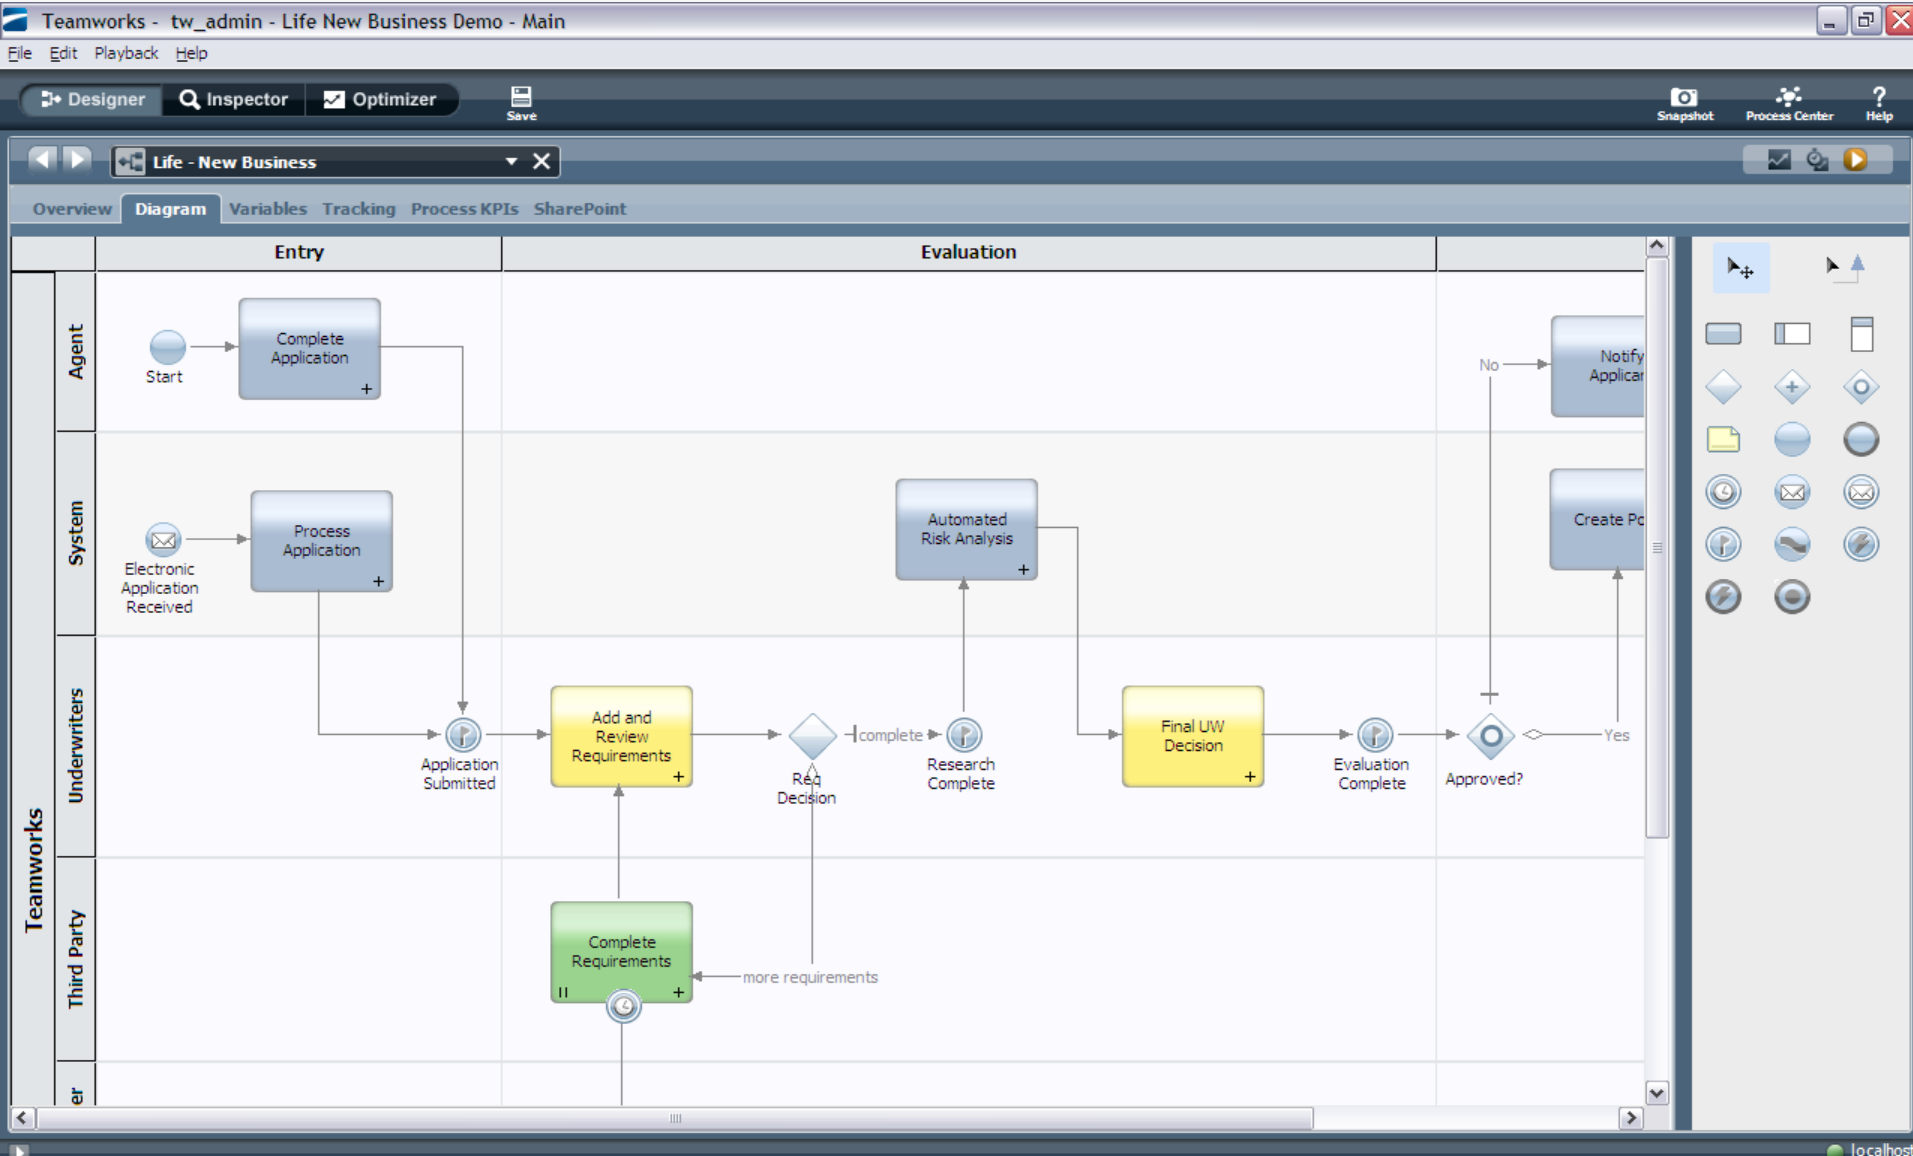 Teamworks - tw_admin - Life New Business Demo - Main
File Edit Playback Help
Designer Inspector Optimizer Save Snapshot Process Center Help
Life - New Business
Overview Diagram Variables Tracking Process KPIs SharePoint
Entry Evaluation
Teamworks
Agent
Start
Complete
Application
No
Notify
System
Electronic
Application
Received
Process
Application
Automated
Risk Analysis
Create
Underwriters
Application
Submitted
Add and
Review
Requirements
Req
Decision
complete
Research
Complete
Final UW
Decision
Evaluation
Complete
Approved?
Yes
Third Party
Complete
Requirements
more requirements
er
localhost